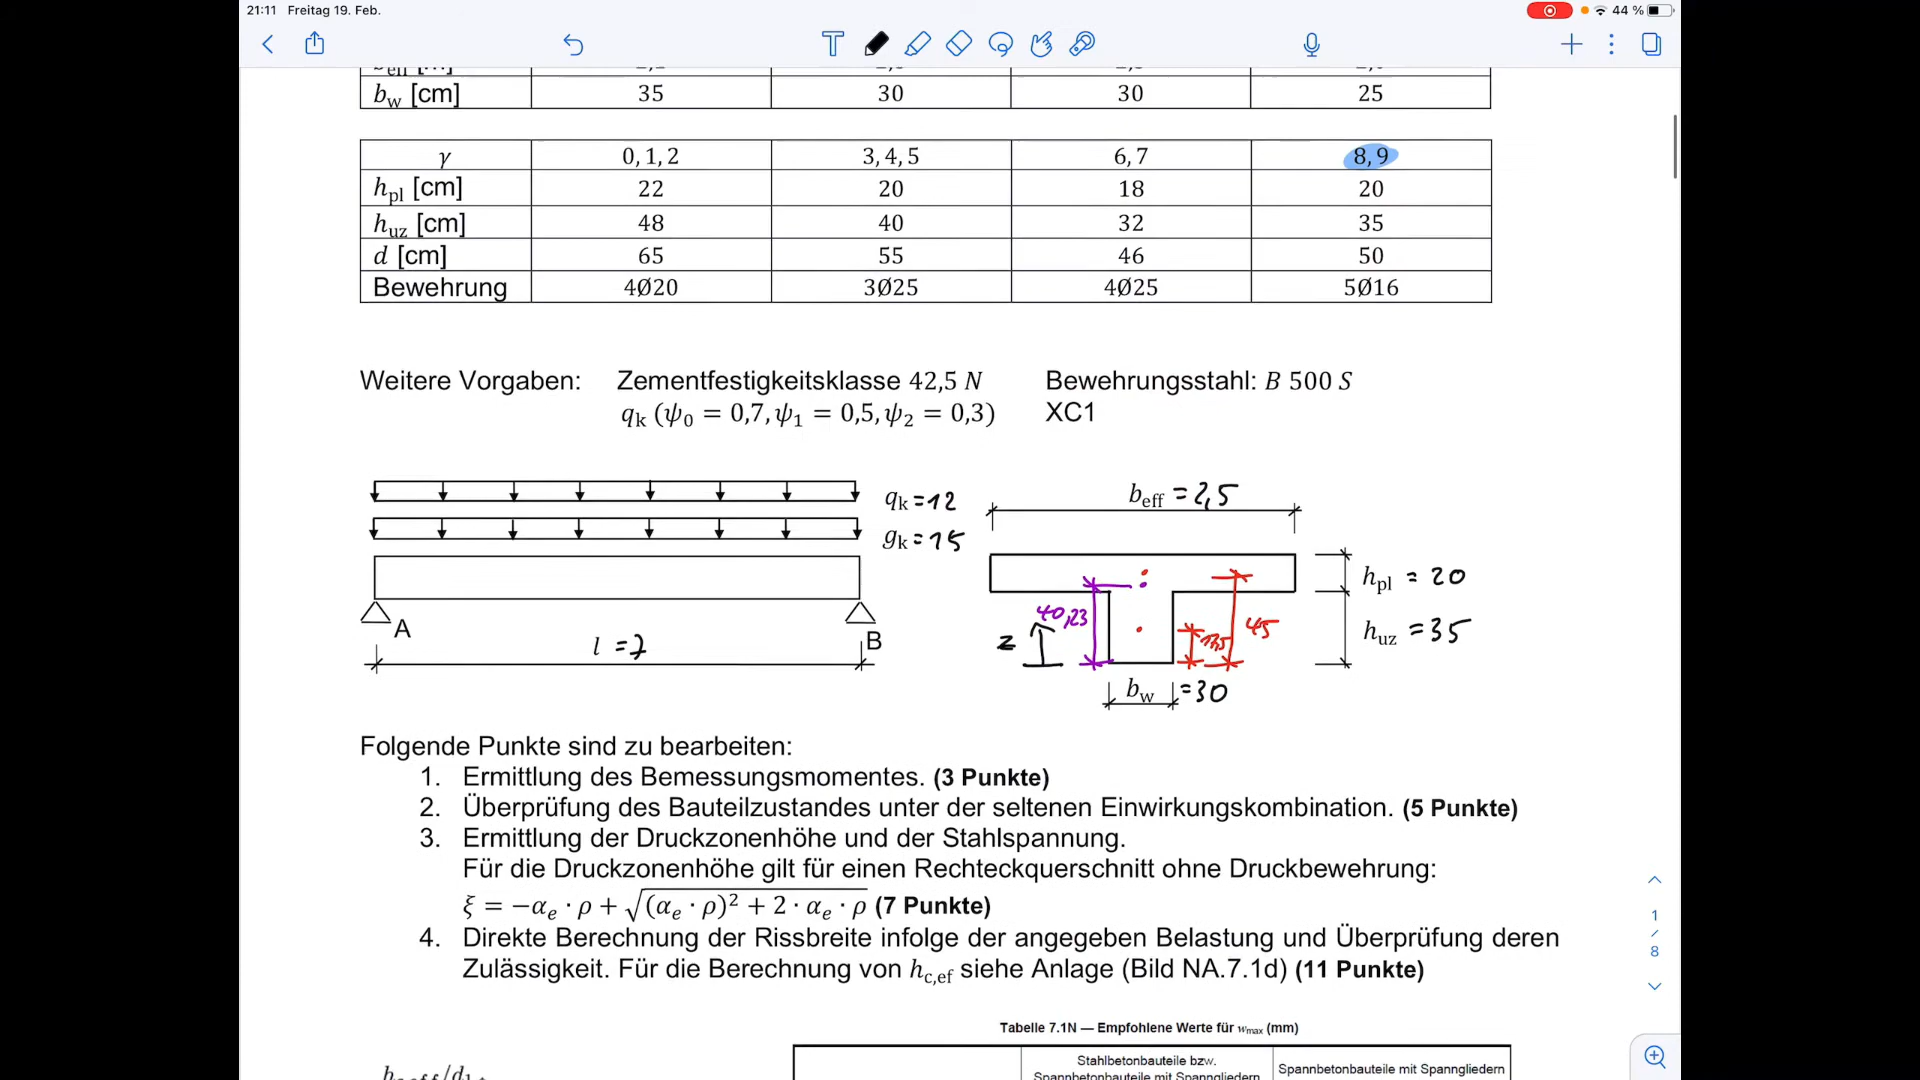 21:11 Freitag 19. Feb. 44 %
b_w [cm] 35 30 30 25
γ 0, 1, 2 3, 4, 5 6, 7 8, 9
h_pl [cm] 22 20 18 20
h_uz [cm] 48 40 32 35
d [cm] 65 55 46 50
Bewehrung 4Ø20 3Ø25 4Ø25 5Ø16
Weitere Vorgaben: Zementfestigkeitsklasse 42,5 N Bewehrungsstahl: B 500 S
q_k (ψ_0 = 0,7, ψ_1 = 0,5, ψ_2 = 0,3) XC1
q_k =12
g_k =15
A
B
l =7
b_eff = 2,5
h_pl = 20
h_uz = 35
40,23
z
45
b_w =30
Folgende Punkte sind zu bearbeiten:
1. Ermittlung des Bemessungsmomentes. (3 Punkte)
2. Überprüfung des Bauteilzustandes unter der seltenen Einwirkungskombination. (5 Punkte)
3. Ermittlung der Druckzonenhöhe und der Stahlspannung.
Für die Druckzonenhöhe gilt für einen Rechteckquerschnitt ohne Druckbewehrung:
ξ = −α_e · ρ + √((α_e · ρ)² + 2 · α_e · ρ) (7 Punkte)
4. Direkte Berechnung der Rissbreite infolge der angegeben Belastung und Überprüfung deren
Zulässigkeit. Für die Berechnung von h_c,ef siehe Anlage (Bild NA.7.1d) (11 Punkte)
1
/
8
Tabelle 7.1N — Empfohlene Werte für w_max (mm)
Stahlbetonbauteile bzw.
Spannbetonbauteile mit Spanngliedern
Spannbetonbauteile mit Spanngliedern